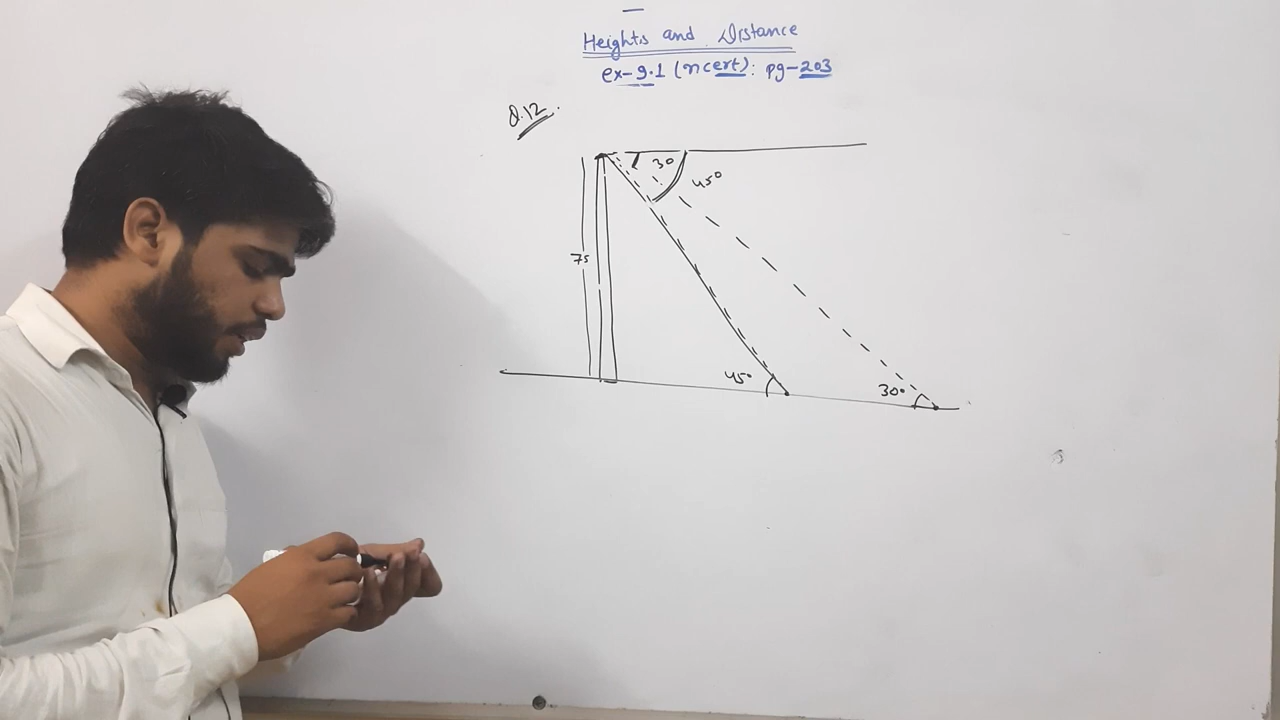 Heights and Distance
ex-9.1 (ncert): pg-203
Q.12.
30
45°
75
45°
30°